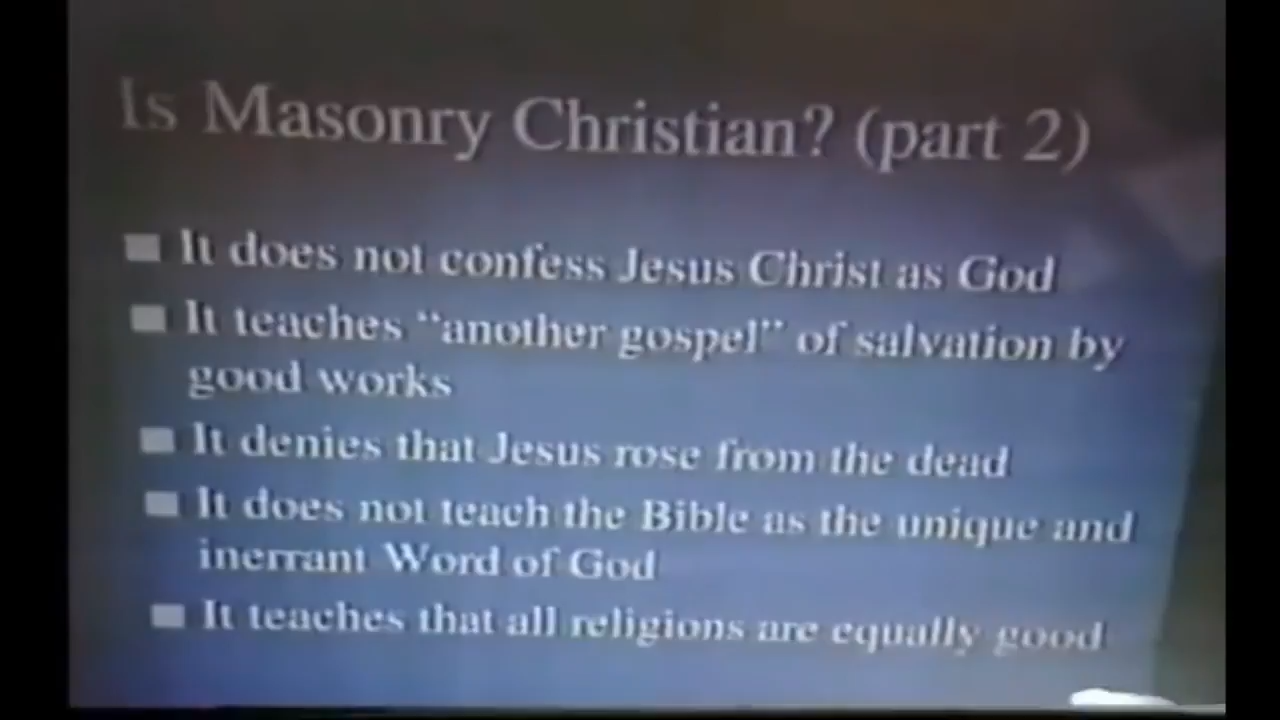 Is Masonry Christian? (part 2)
It does not confess Jesus Christ as God
It teaches “another gospel” of salvation by
good works
It denies that Jesus rose from the dead
It does not teach the Bible as the unique and
inerrant Word of God
It teaches that all religions are equally good